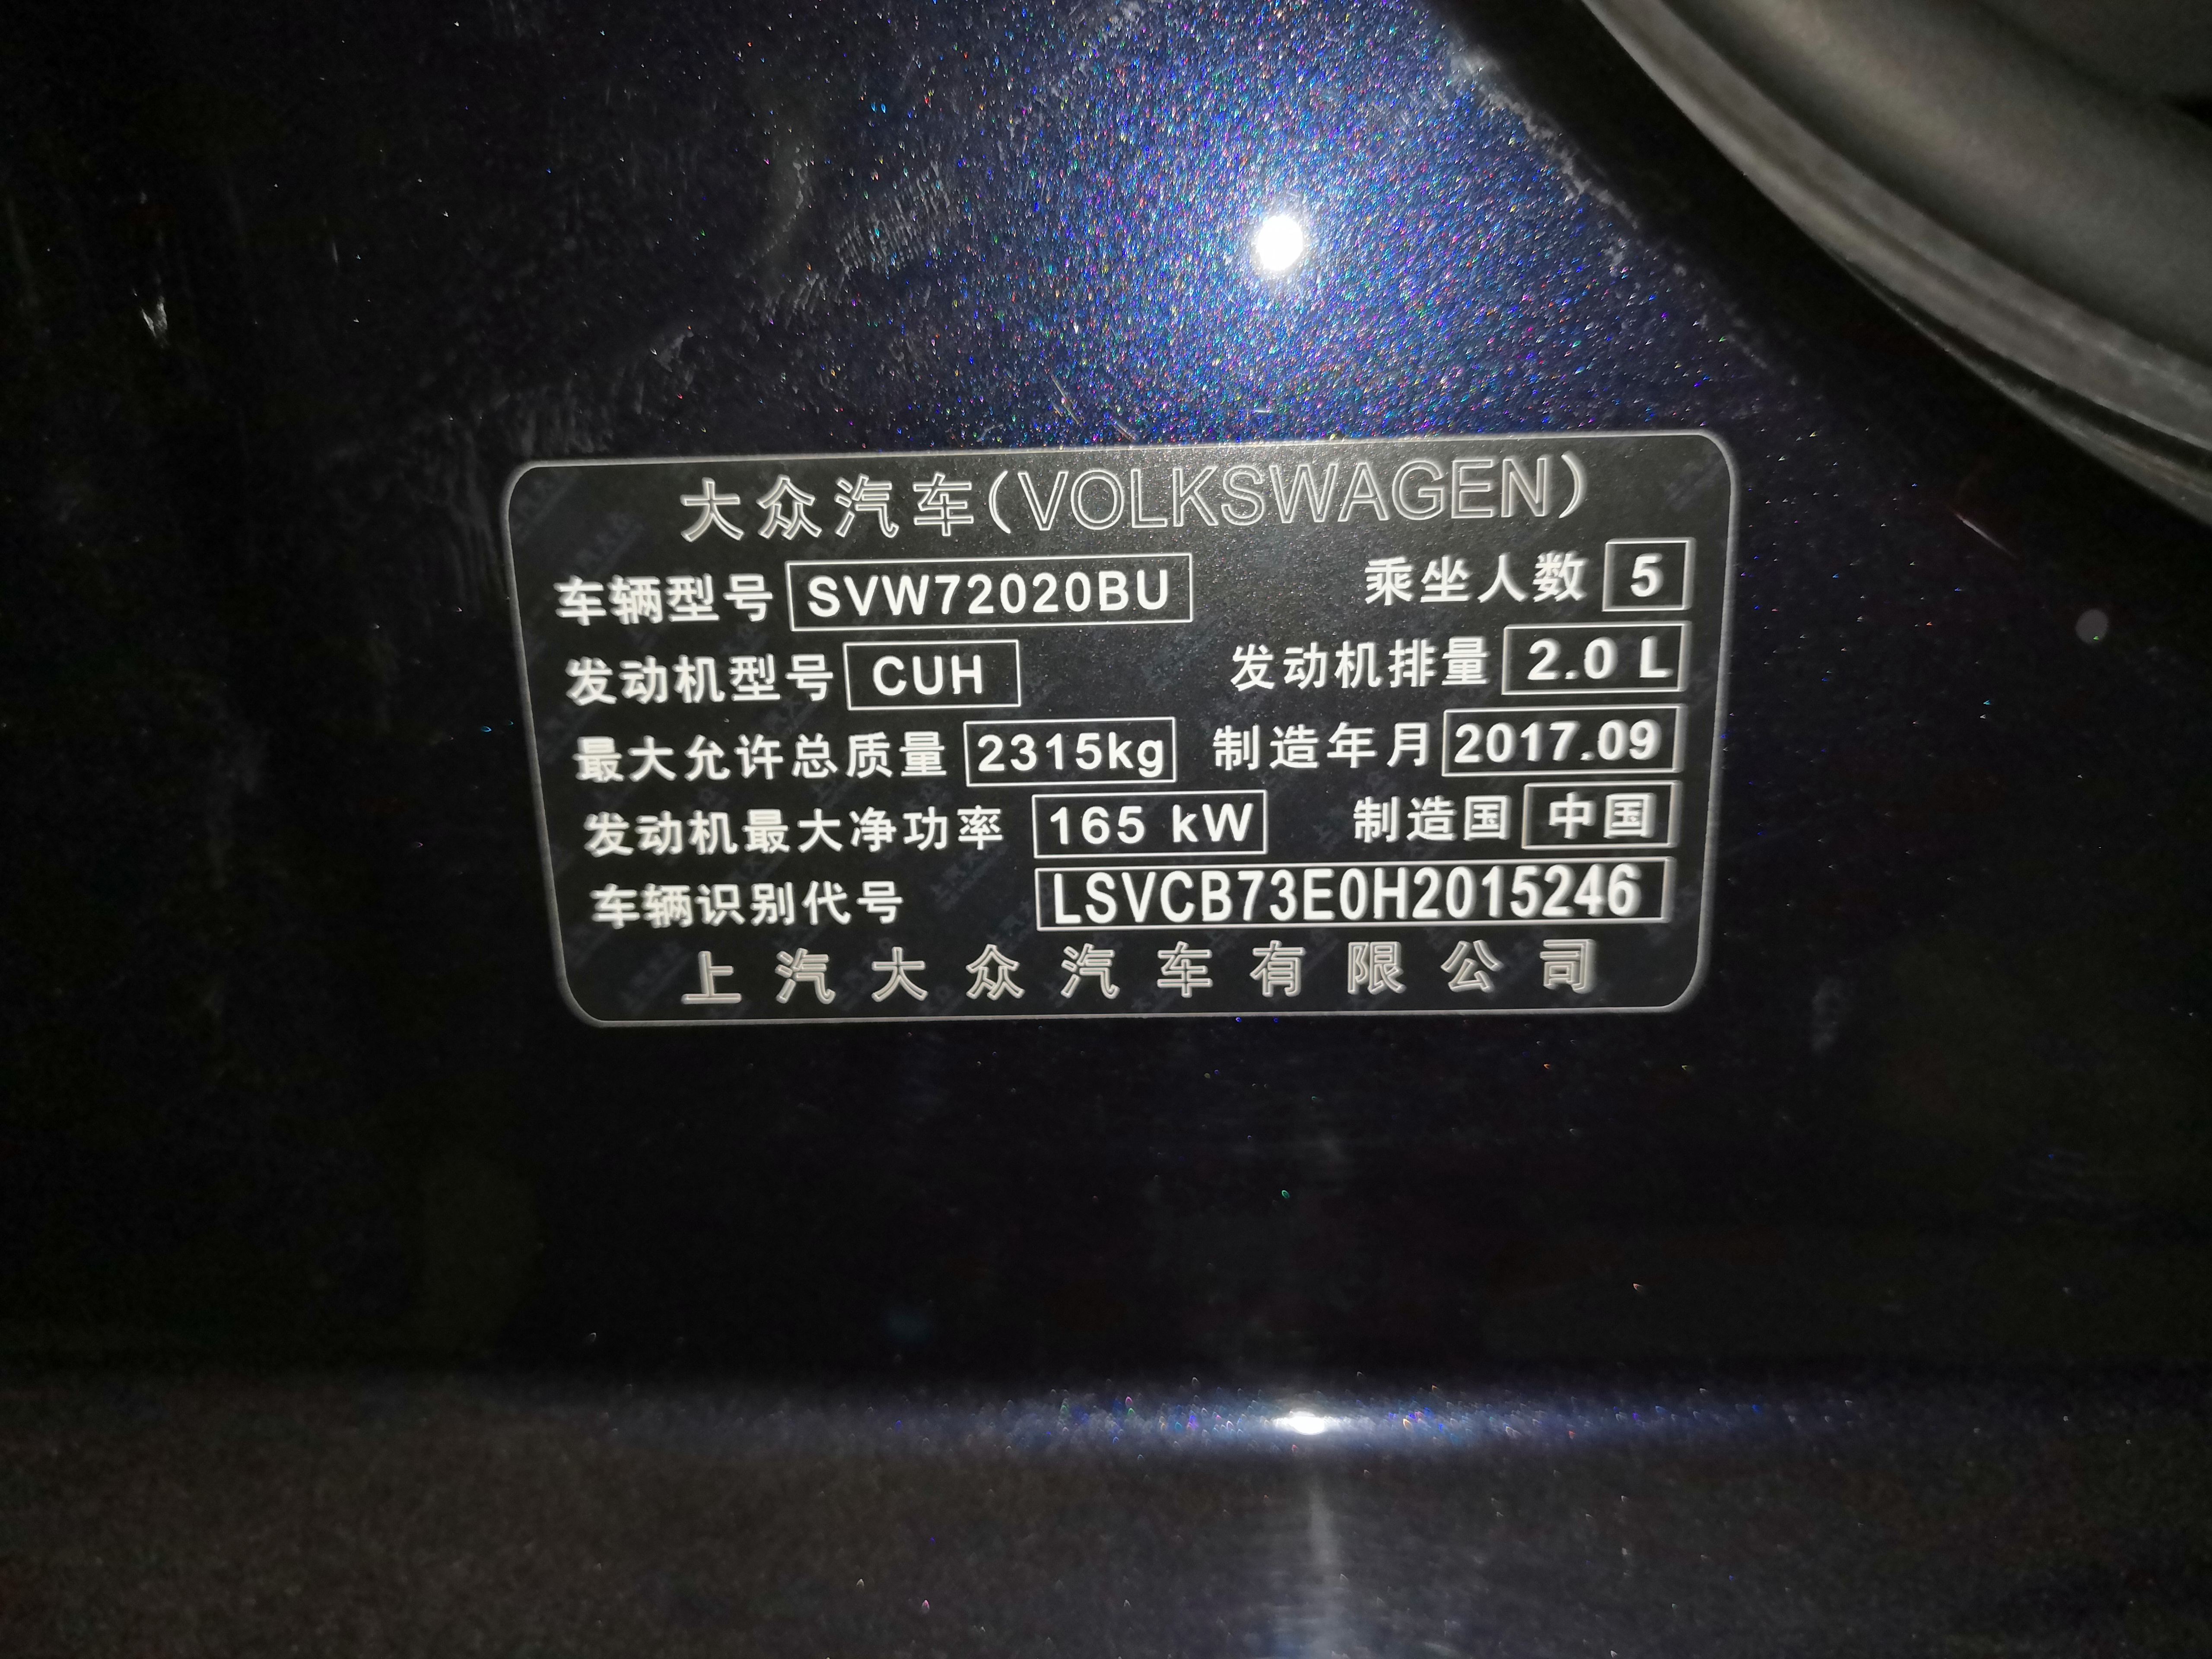 大众汽车(VOLKSWAGEN)
车辆型号 SVW72020BU 乘坐人数 5
发动机型号 CUH 发动机排量 2.0 L
最大允许总质量 2315kg 制造年月 2017.09
发动机最大净功率 165 kW 制造国 中国
车辆识别代号 LSVCB73E0H2015246
上汽大众汽车有限公司